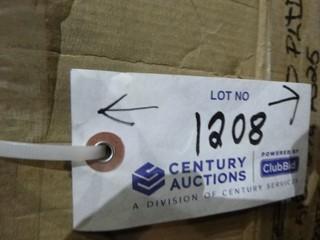 LOT NO
1208
CENTURY
AUCTIONS
POWERED BY
ClubBid
A DIVISION OF CENTURY SERVICES